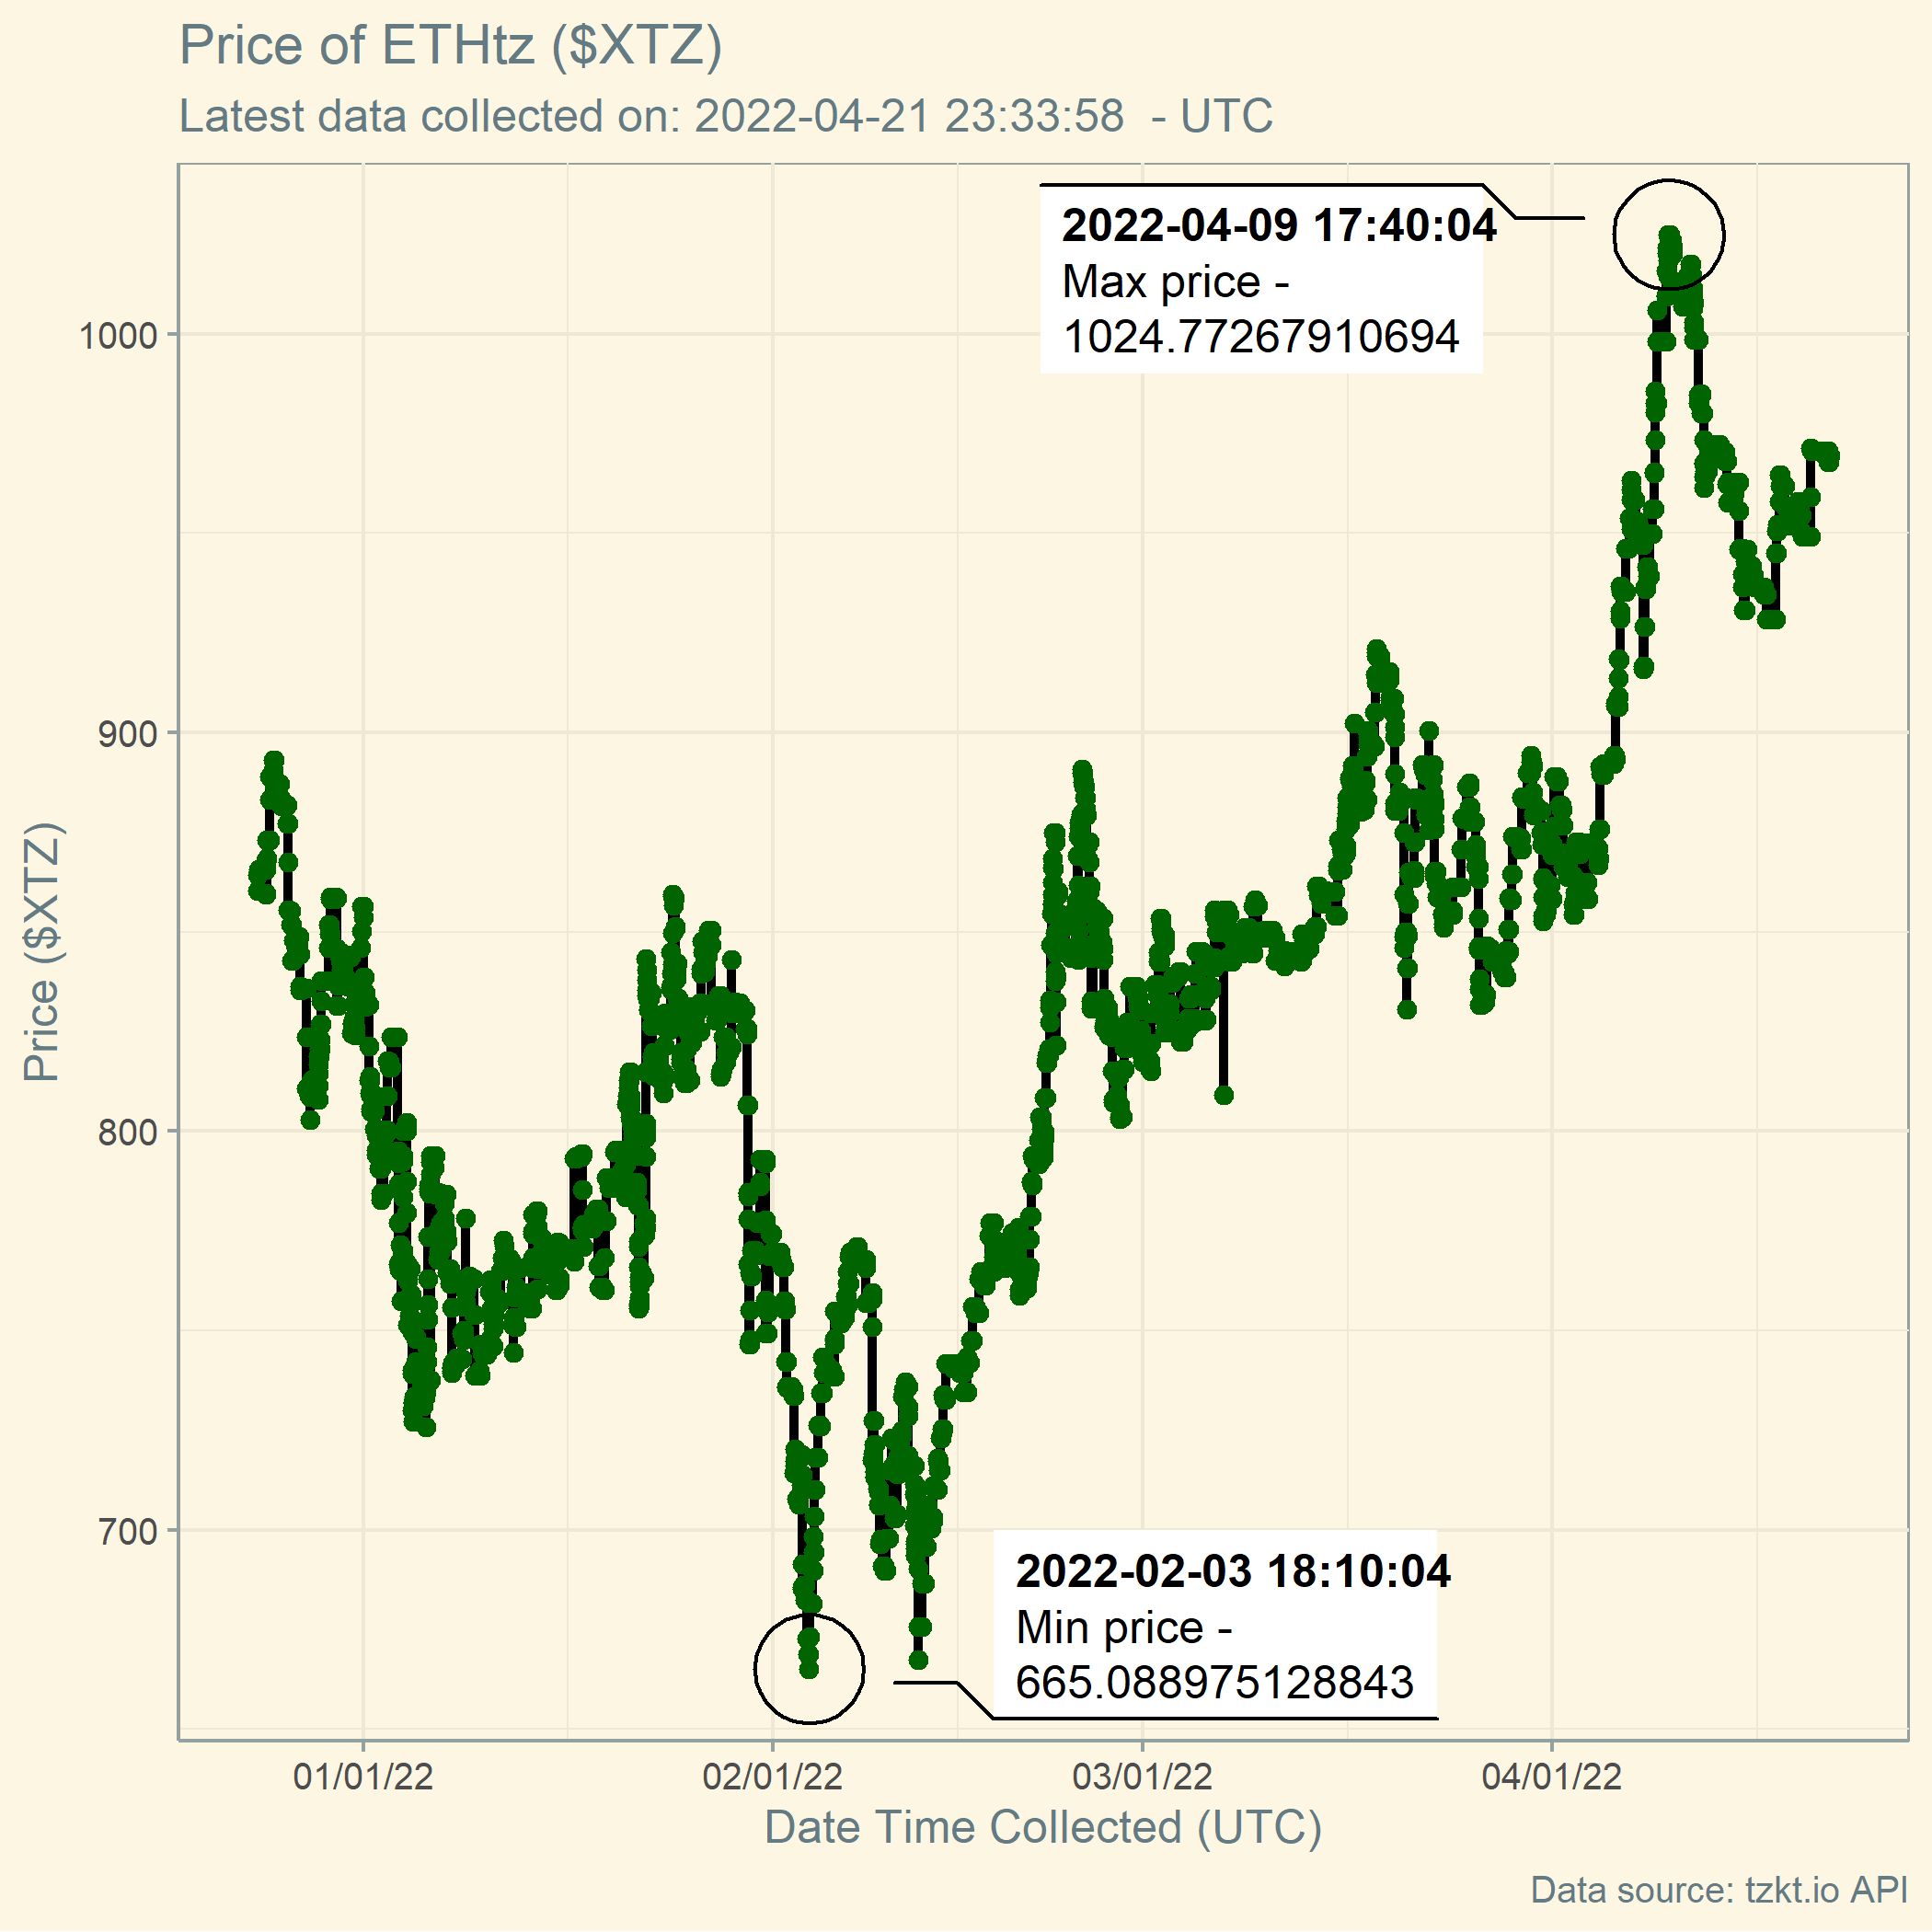 Price of ETHtz ($XTZ)
Latest data collected on: 2022-04-21 23:33:58  - UTC
2022-04-09 17:40:04
Max price -
1024.77267910694
1000
900
800
700
Price ($XTZ)
2022-02-03 18:10:04
Min price -
665.088975128843
01/01/22
02/01/22
03/01/22
04/01/22
Date Time Collected (UTC)
Data source: tzkt.io API